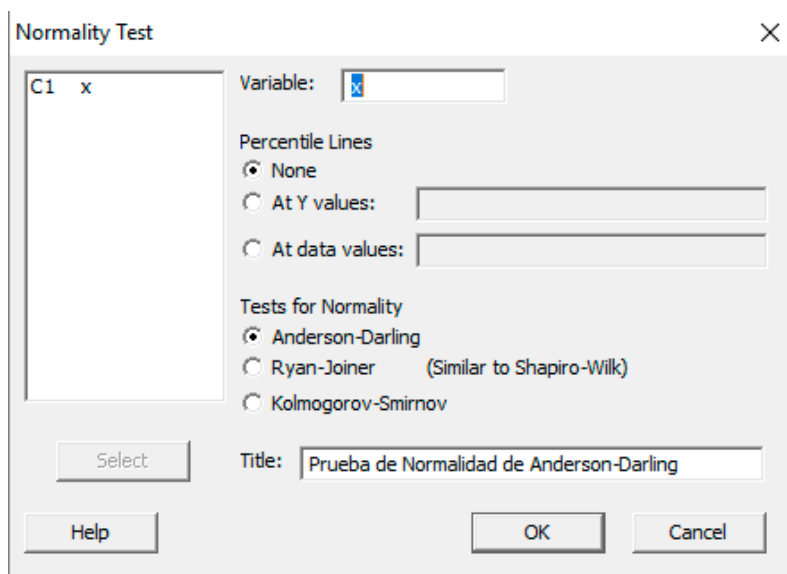 Normality Test
C1 x
Variable: x
Percentile Lines
None
At Y values:
At data values:
Tests for Normality
Anderson-Darling
Ryan-Joiner (Similar to Shapiro-Wilk)
Kolmogorov-Smirnov
Select
Title: Prueba de Normalidad de Anderson-Darling
Help
OK
Cancel